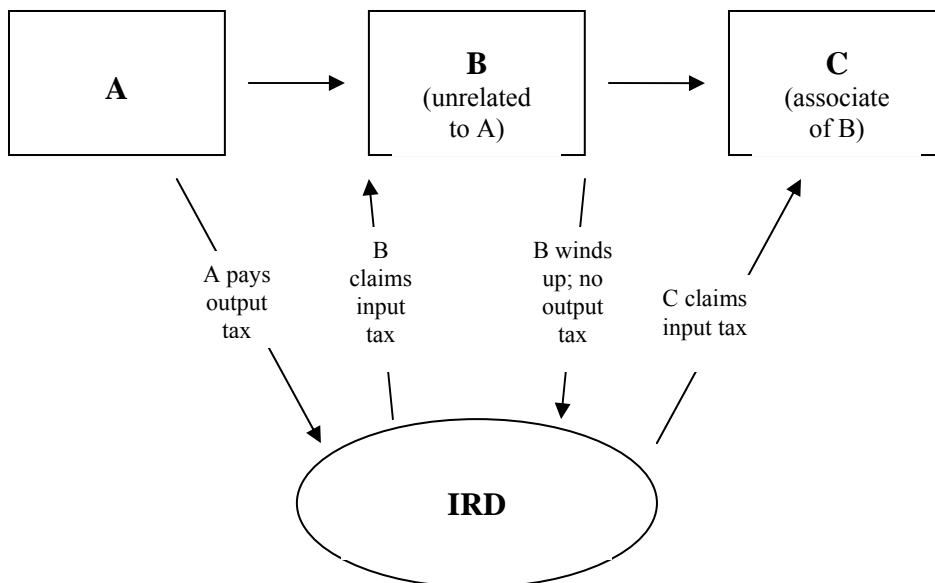 A
B
(unrelated
to A)
C
(associate
of B)
A pays
output
tax
B
claims
input
tax
B winds
up; no
output
tax
C claims
input tax
IRD